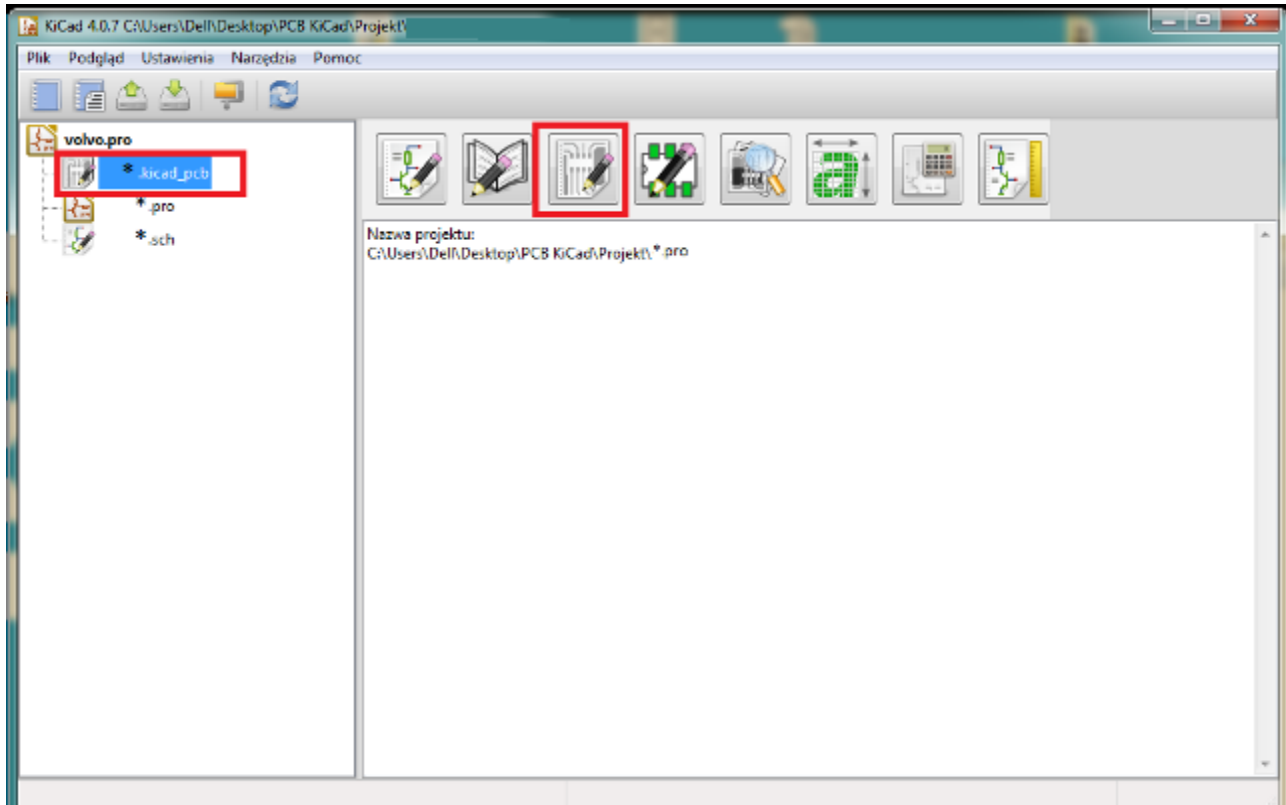 KiCad 4.0.7 C:\Users\Dell\Desktop\PCB KiCad\Projekt\
Plik Podgląd Ustawienia Narzędzia Pomoc
volvo.pro
* .kicad_pcb
* .pro
* .sch
Nazwa projektu:
C:\Users\Dell\Desktop\PCB KiCad\Projekt\ * .pro